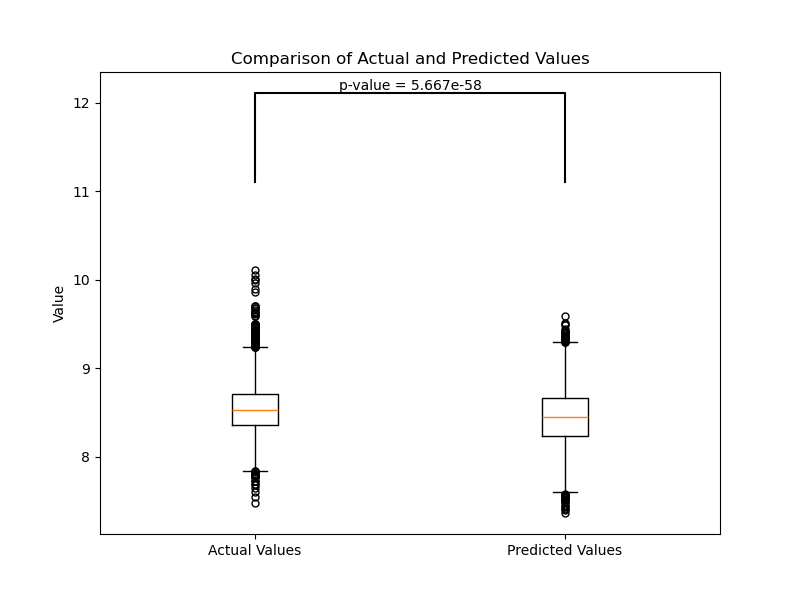 Comparison of Actual and Predicted Values
p-value = 5.667e-58
12
11
10
9
8
Value
Actual Values
Predicted Values